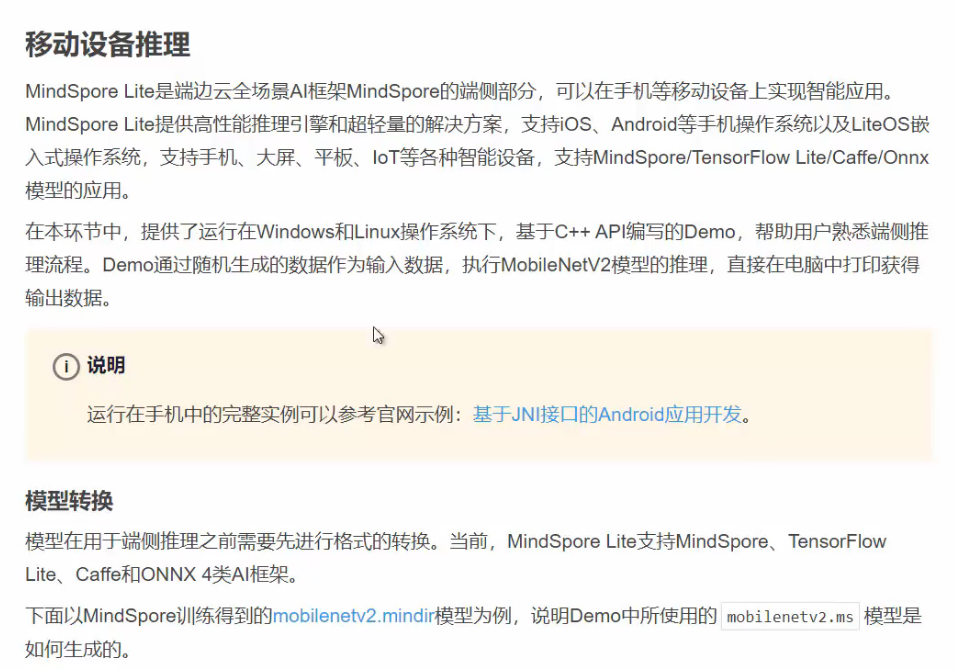 移动设备推理
MindSpore Lite是端边云全场景AI框架MindSpore的端侧部分，可以在手机等移动设备上实现智能应用。
MindSpore Lite提供高性能推理引擎和超轻量的解决方案，支持iOS、Android等手机操作系统以及LiteOS嵌
入式操作系统，支持手机、大屏、平板、IoT等各种智能设备，支持MindSpore/TensorFlow Lite/Caffe/Onnx
模型的应用。
在本环节中，提供了运行在Windows和Linux操作系统下，基于C++ API编写的Demo，帮助用户熟悉端侧推
理流程。Demo通过随机生成的数据作为输入数据，执行MobileNetV2模型的推理，直接在电脑中打印获得
输出数据。
说明
运行在手机中的完整实例可以参考官网示例：基于JNI接口的Android应用开发。
模型转换
模型在用于端侧推理之前需要先进行格式的转换。当前，MindSpore Lite支持MindSpore、TensorFlow
Lite、Caffe和ONNX 4类AI框架。
下面以MindSpore训练得到的mobilenetv2.mindir模型为例，说明Demo中所使用的 mobilenetv2.ms 模型是
如何生成的。